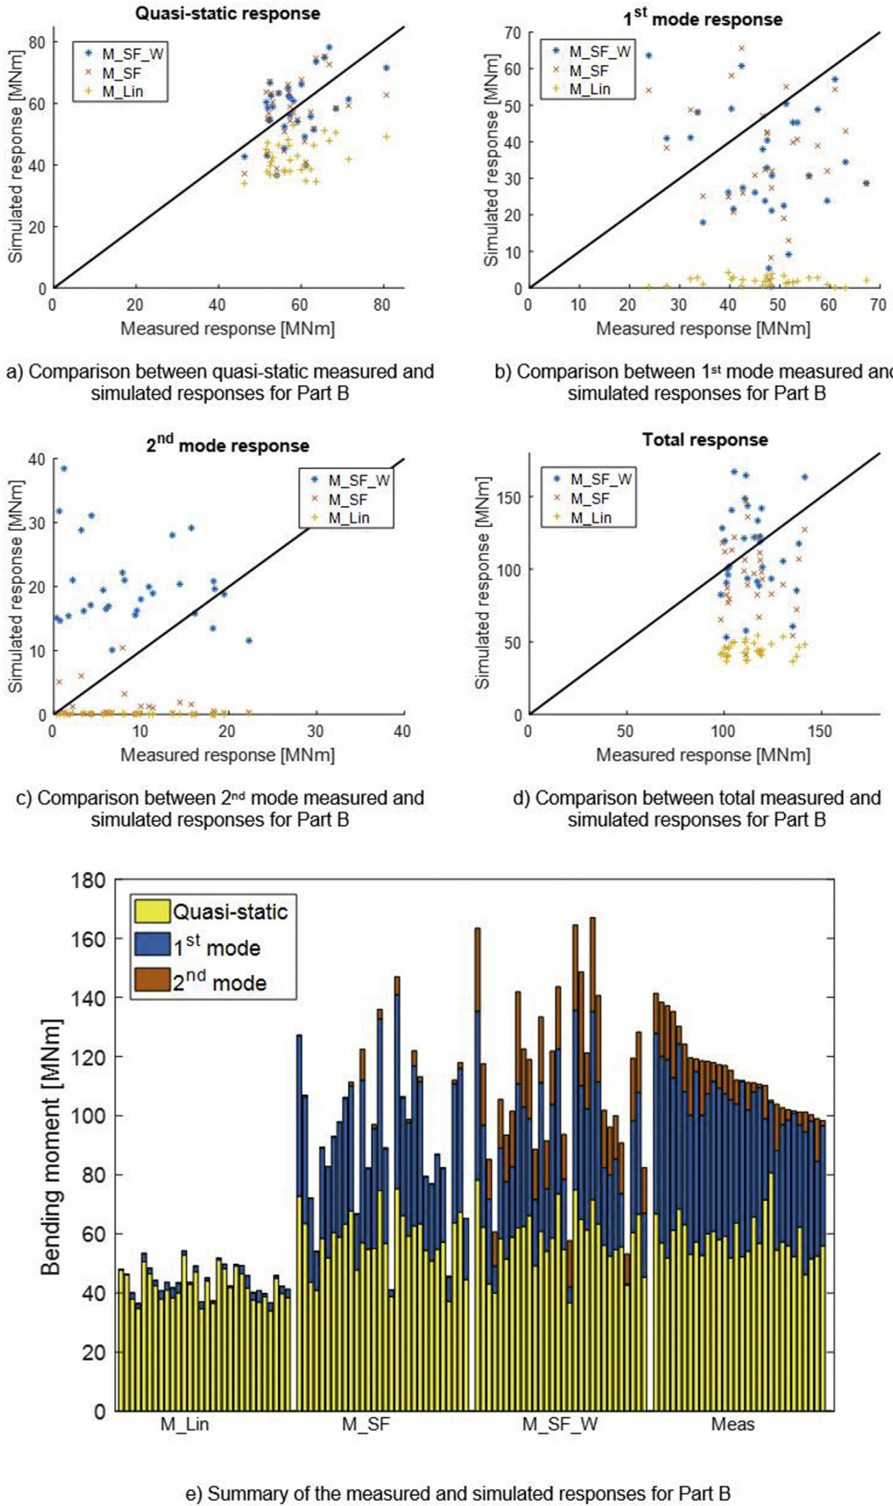 Quasi-static response
80
60
40
20
0
Simulated response [MNm]
M_SF_W
M_SF
M_Lin
0 20 40 60 80
Measured response [MNm]
a) Comparison between quasi-static measured and
simulated responses for Part B
1st mode response
70
60
50
40
30
20
10
0
Simulated response [MNm]
M_SF_W
M_SF
M_Lin
0 10 20 30 40 50 60 70
Measured response [MNm]
b) Comparison between 1st mode measured and
simulated responses for Part B
2nd mode response
40
30
20
10
0
Simulated response [MNm]
M_SF_W
M_SF
M_Lin
0 10 20 30 40
Measured response [MNm]
c) Comparison between 2nd mode measured and
simulated responses for Part B
Total response
150
100
50
0
Simulated response [MNm]
M_SF_W
M_SF
M_Lin
0 50 100 150
Measured response [MNm]
d) Comparison between total measured and
simulated responses for Part B
180
160
140
120
100
80
60
40
20
0
Bending moment [MNm]
Quasi-static
1st mode
2nd mode
M_Lin M_SF M_SF_W Meas
e) Summary of the measured and simulated responses for Part B